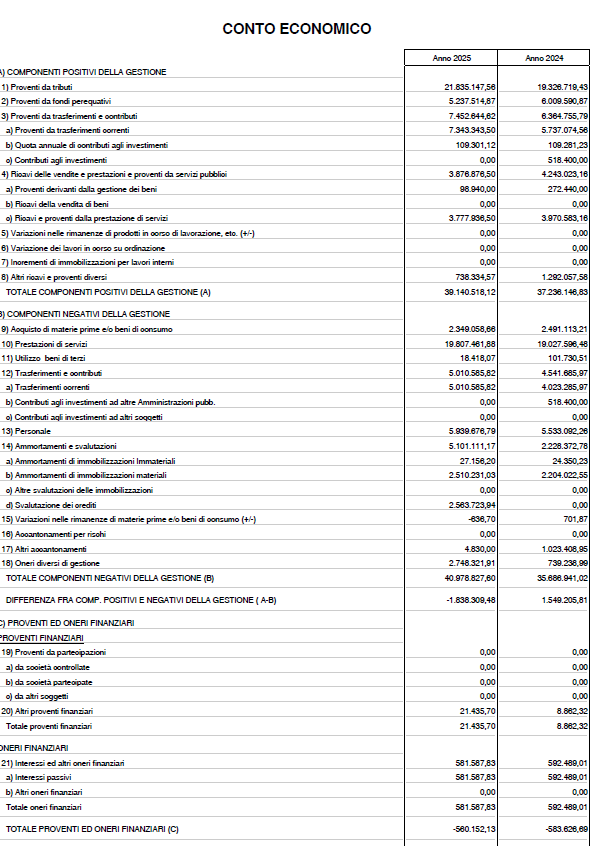 CONTO ECONOMICO
Anno 2025 Anno 2024
A) COMPONENTI POSITIVI DELLA GESTIONE
1) Proventi da tributi 21.835.147,56 19.326.719,43
2) Proventi da fondi perequativi 5.237.514,87 6.009.590,87
3) Proventi da trasferimenti e contributi 7.452.644,62 6.364.755,79
a) Proventi da trasferimenti correnti 7.343.343,50 5.737.074,56
b) Quota annuale di contributi agli investimenti 109.301,12 109.281,23
c) Contributi agli investimenti 0,00 518.400,00
4) Ricavi delle vendite e prestazioni e proventi da servizi pubblici 3.876.876,50 4.243.023,16
a) Proventi derivanti dalla gestione dei beni 98.940,00 272.440,00
b) Ricavi della vendita di beni 0,00 0,00
c) Ricavi e proventi dalla prestazione di servizi 3.777.936,50 3.970.583,16
5) Variazioni nelle rimanenze di prodotti in corso di lavorazione, etc. (+/-) 0,00 0,00
6) Variazione dei lavori in corso su ordinazione 0,00 0,00
7) Incrementi di immobilizzazioni per lavori interni 0,00 0,00
8) Altri ricavi e proventi diversi 738.334,57 1.292.057,58
TOTALE COMPONENTI POSITIVI DELLA GESTIONE (A) 39.140.518,12 37.236.146,83
B) COMPONENTI NEGATIVI DELLA GESTIONE
9) Acquisto di materie prime e/o beni di consumo 2.349.058,66 2.491.113,21
10) Prestazioni di servizi 19.807.461,88 19.027.596,46
11) Utilizzo beni di terzi 18.418,07 101.730,51
12) Trasferimenti e contributi 5.010.585,82 4.541.685,97
a) Trasferimenti correnti 5.010.585,82 4.023.285,97
b) Contributi agli investimenti ad altre Amministrazioni pubb. 0,00 518.400,00
c) Contributi agli investimenti ad altri soggetti 0,00 0,00
13) Personale 5.939.676,79 5.533.092,26
14) Ammortamenti e svalutazioni 5.101.111,17 2.228.372,78
a) Ammortamenti di immobilizzazioni Immateriali 27.156,20 24.350,23
b) Ammortamenti di immobilizzazioni materiali 2.510.231,03 2.204.022,55
c) Altre svalutazioni delle immobilizzazioni 0,00 0,00
d) Svalutazione dei crediti 2.563.723,94 0,00
15) Variazioni nelle rimanenze di materie prime e/o beni di consumo (+/-) -636,70 701,87
16) Accantonamenti per rischi 0,00 0,00
17) Altri accantonamenti 4.830,00 1.023.408,95
18) Oneri diversi di gestione 2.748.321,91 739.238,99
TOTALE COMPONENTI NEGATIVI DELLA GESTIONE (B) 40.978.827,60 35.686.941,02
DIFFERENZA FRA COMP. POSITIVI E NEGATIVI DELLA GESTIONE ( A-B) -1.838.309,48 1.549.205,81
C) PROVENTI ED ONERI FINANZIARI
PROVENTI FINANZIARI
19) Proventi da partecipazioni 0,00 0,00
a) da società controllate 0,00 0,00
b) da società partecipate 0,00 0,00
c) da altri soggetti 0,00 0,00
20) Altri proventi finanziari 21.435,70 8.862,32
Totale proventi finanziari 21.435,70 8.862,32
ONERI FINANZIARI
21) Interessi ed altri oneri finanziari 581.587,83 592.489,01
a) Interessi passivi 581.587,83 592.489,01
b) Altri oneri finanziari 0,00 0,00
Totale oneri finanziari 581.587,83 592.489,01
TOTALE PROVENTI ED ONERI FINANZIARI (C) -560.152,13 -583.626,69